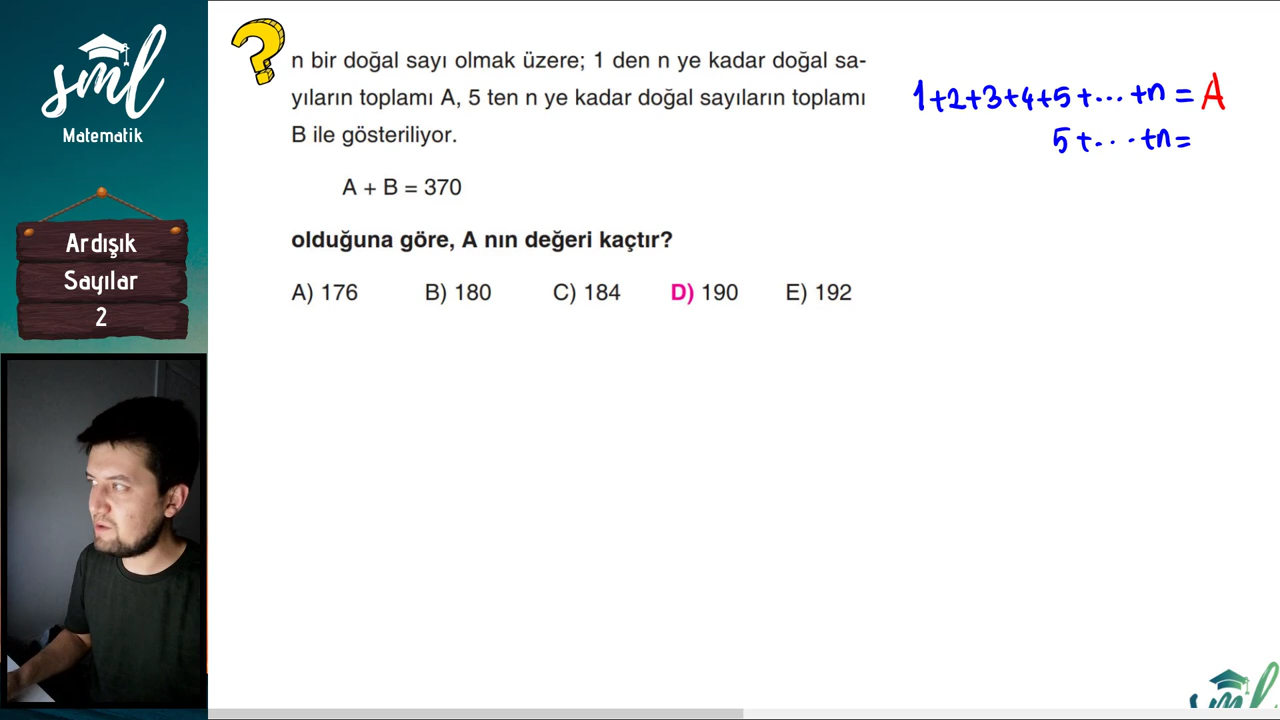 sml
Matematik
Ardışık
Sayılar
2
?
n bir doğal sayı olmak üzere; 1 den n ye kadar doğal sa-
yıların toplamı A, 5 ten n ye kadar doğal sayıların toplamı
B ile gösteriliyor.
A + B = 370
olduğuna göre, A nın değeri kaçtır?
A) 176 B) 180 C) 184 D) 190 E) 192
1+2+3+4+5+...+n = A
5+...+n =
sml